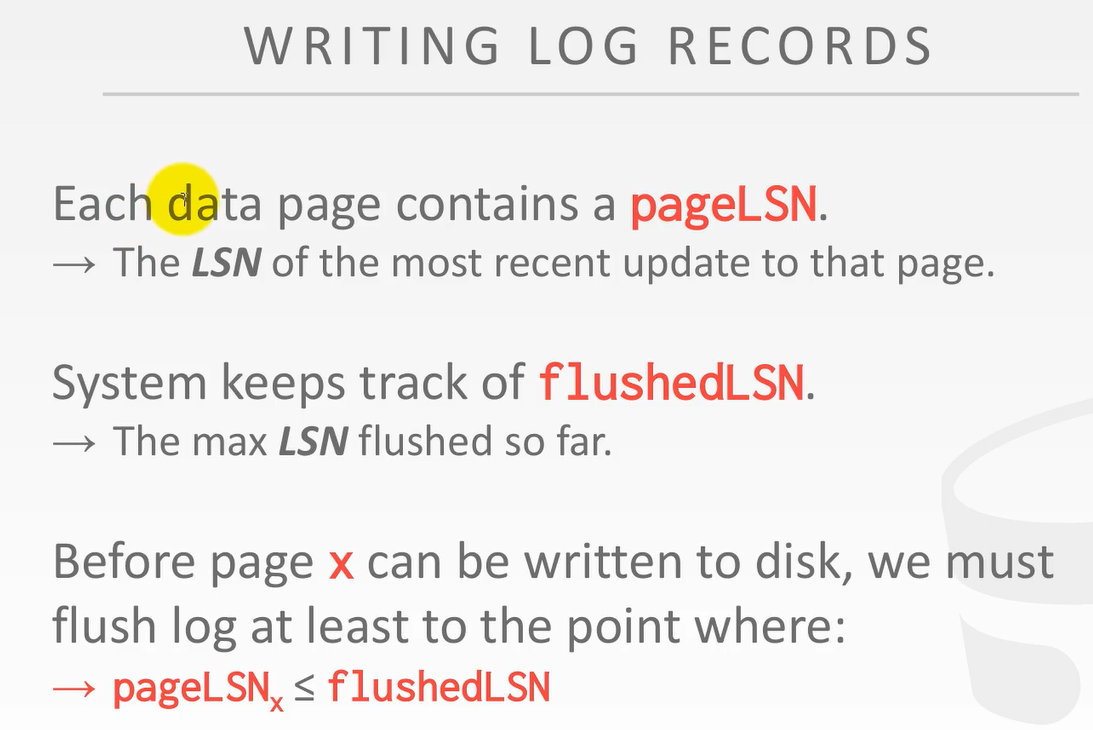 WRITING LOG RECORDS
Each data page contains a pageLSN.
→ The LSN of the most recent update to that page.
System keeps track of flushedLSN.
→ The max LSN flushed so far.
Before page x can be written to disk, we must
flush log at least to the point where:
→ pageLSNₓ ≤ flushedLSN